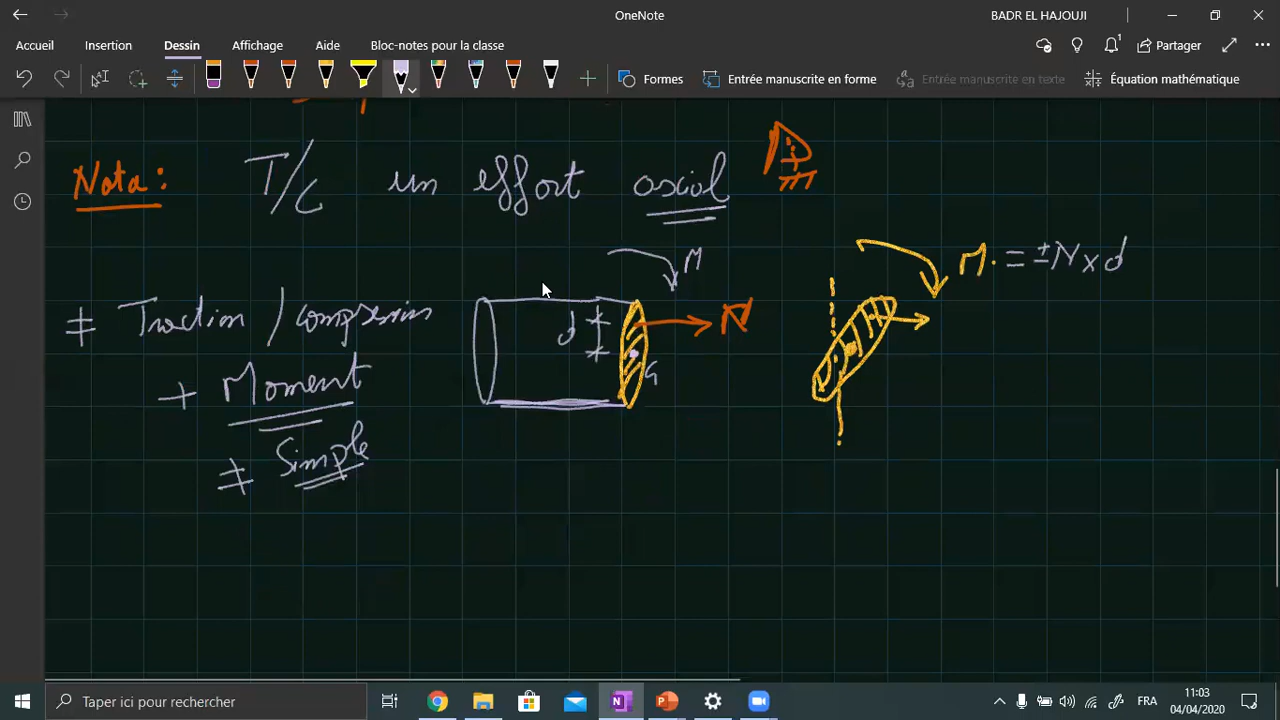 OneNote
BADR EL HAJOUJI
Accueil Insertion Dessin Affichage Aide Bloc-notes pour la classe
Partager
Formes Entrée manuscrite en forme Entrée manuscrite en texte Équation mathématique
Nota: T/C un effort axial
M
M = ±N x d
≠ Traction / compression
d
N
G
+ Moment
≠ Simple
Taper ici pour rechercher
FRA
11:03
04/04/2020